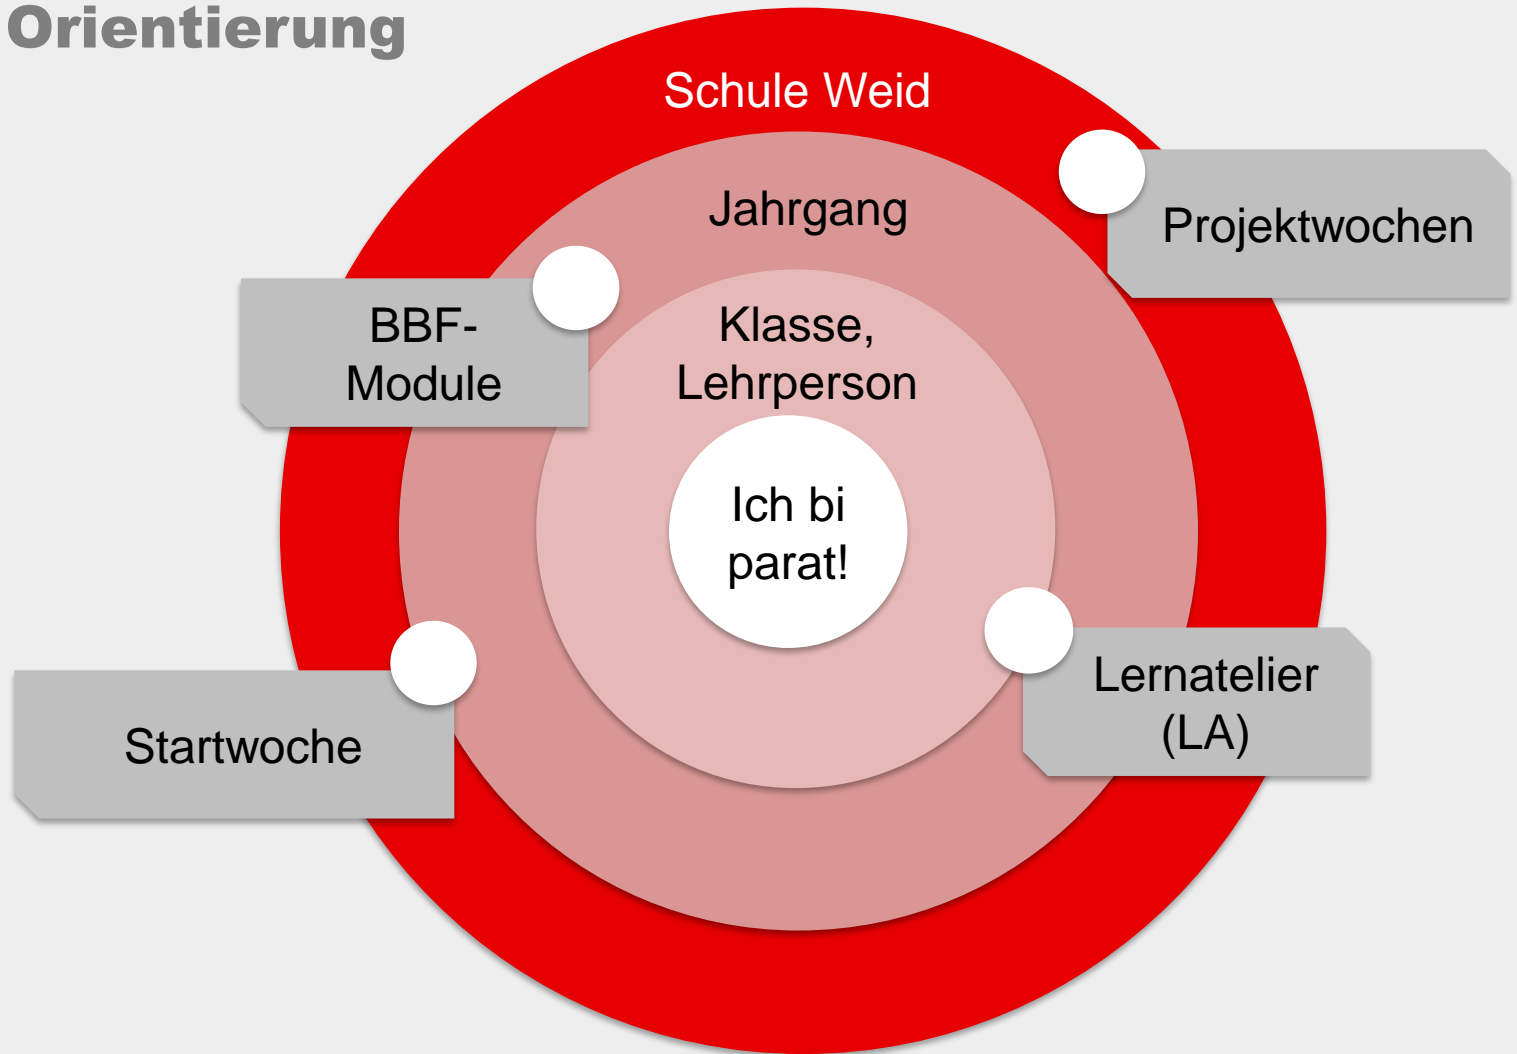 Orientierung
Schule Weid
Jahrgang
Projektwochen
BBF-
Module
Klasse,
Lehrperson
Ich bi
parat!
Startwoche
Lernatelier
(LA)